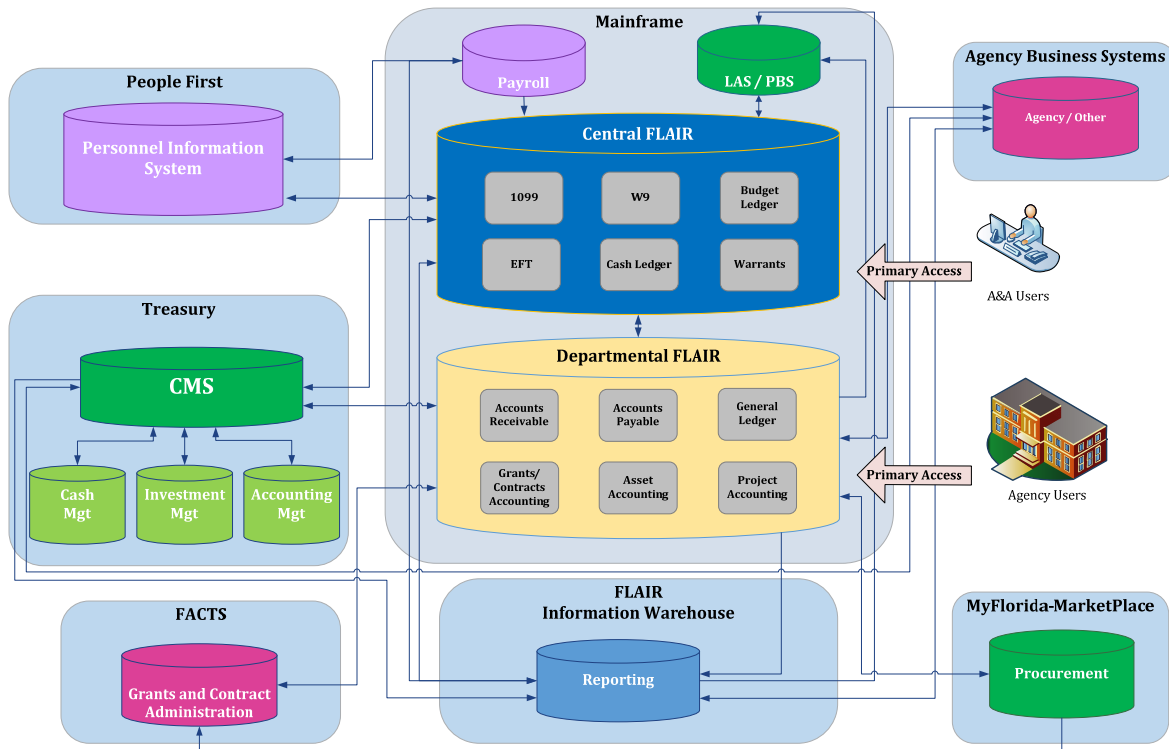 Mainframe
Payroll
LAS / PBS
People First
Personnel Information
System
Agency Business Systems
Agency / Other
Central FLAIR
1099
W9
Budget
Ledger
EFT
Cash Ledger
Warrants
Primary Access
A&A Users
Treasury
CMS
Cash
Mgt
Investment
Mgt
Accounting
Mgt
Departmental FLAIR
Accounts
Receivable
Accounts
Payable
General
Ledger
Grants/
Contracts
Accounting
Asset
Accounting
Project
Accounting
Primary Access
Agency Users
FACTS
Grants and Contract
Administration
FLAIR
Information Warehouse
Reporting
MyFlorida-MarketPlace
Procurement